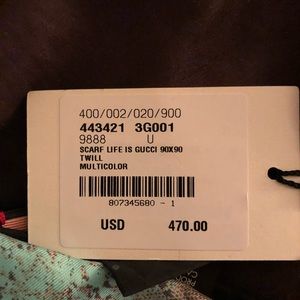 400/002/020/900
443421 3G001
9888 U
SCARF LIFE IS GUCCI 90X90
TWILL
MULTICOLOR
807345680 - 1
USD 470.00